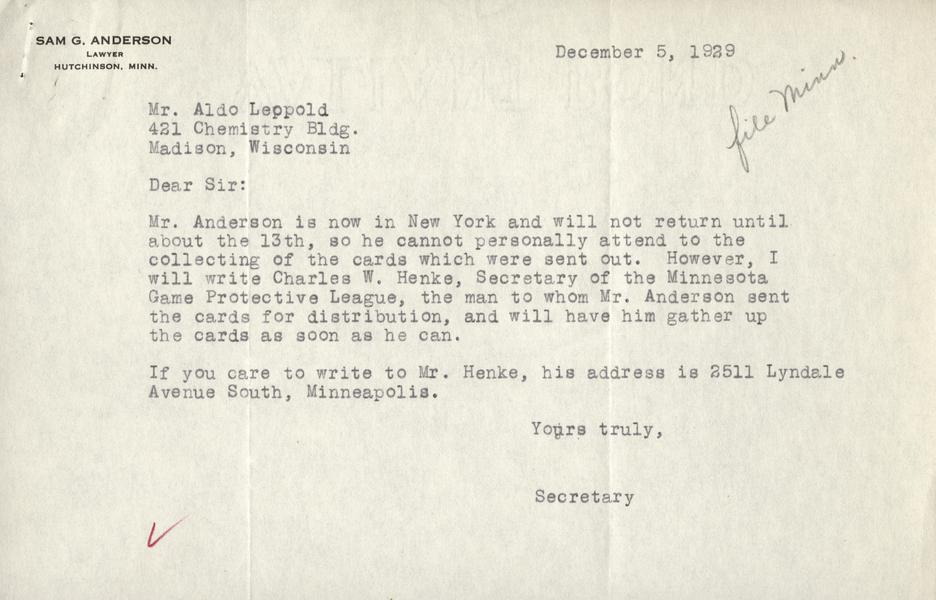 SAM G. ANDERSON
LAWYER
HUTCHINSON, MINN.
December 5, 1929
file Minn.
Mr. Aldo Leppold
421 Chemistry Bldg.
Madison, Wisconsin
Dear Sir:
Mr. Anderson is now in New York and will not return until
about the 13th, so he cannot personally attend to the
collecting of the cards which were sent out. However, I
will write Charles W. Henke, Secretary of the Minnesota
Game Protective League, the man to whom Mr. Anderson sent
the cards for distribution, and will have him gather up
the cards as soon as he can.
If you care to write to Mr. Henke, his address is 2511 Lyndale
Avenue South, Minneapolis.
Yours truly,
Secretary